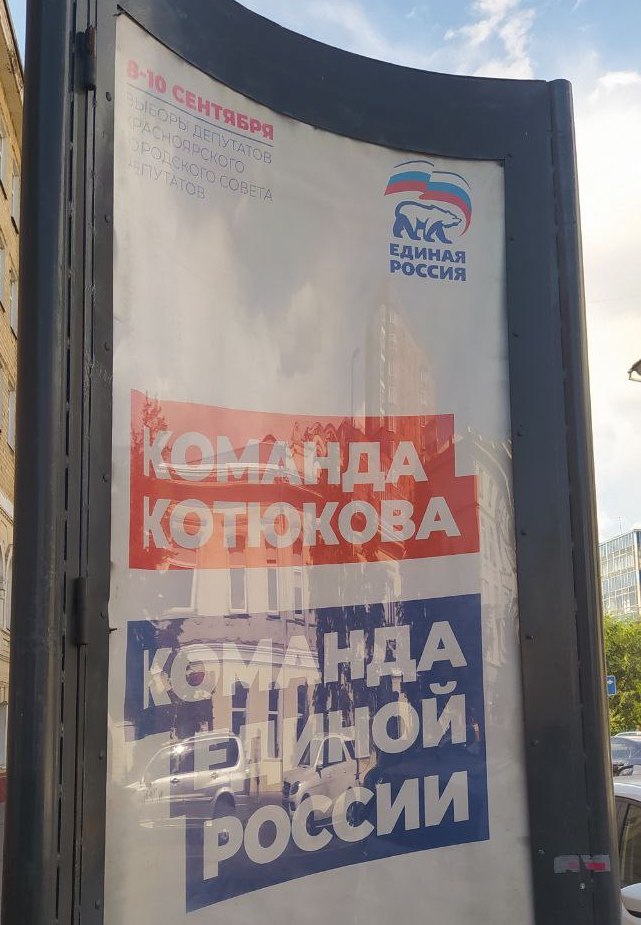 8-10 СЕНТЯБРЯ
ВЫБОРЫ ДЕПУТАТОВ
КРАСНОЯРСКОГО
ГОРОДСКОГО СОВЕТА
ДЕПУТАТОВ
ЕДИНАЯ
РОССИЯ
КОМАНДА
КОТЮКОВА
КОМАНДА
ЕДИНОЙ
РОССИИ